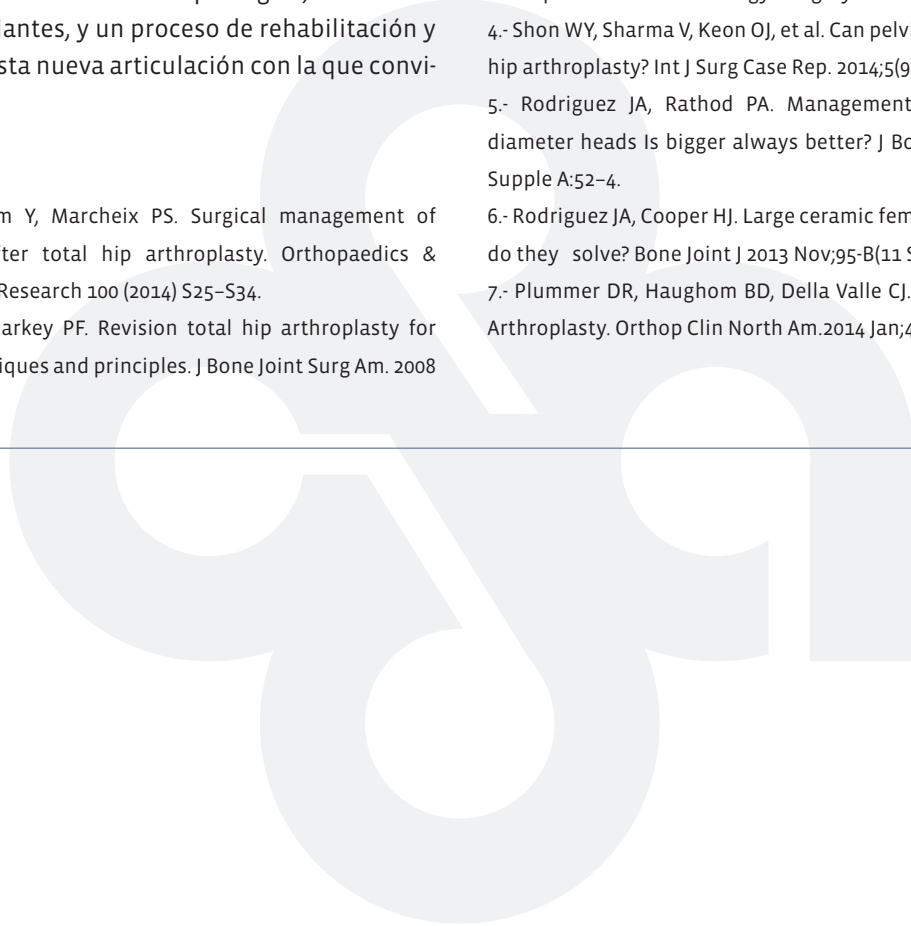 lantes, y un proceso de rehabilitación y
sta nueva articulación con la que convi-
m Y, Marcheix PS. Surgical management of
ter total hip arthroplasty. Orthopaedics &
Research 100 (2014) S25–S34.
arkey PF. Revision total hip arthroplasty for
iques and principles. J Bone Joint Surg Am. 2008
4.- Shon WY, Sharma V, Keon OJ, et al. Can pelvi
hip arthroplasty? Int J Surg Case Rep. 2014;5(9
5.- Rodriguez JA, Rathod PA. Management
diameter heads Is bigger always better? J Bo
Supple A:52–4.
6.- Rodriguez JA, Cooper HJ. Large ceramic fem
do they solve? Bone Joint J 2013 Nov;95-B(11 S
7.- Plummer DR, Haughom BD, Della Valle CJ.
Arthroplasty. Orthop Clin North Am.2014 Jan;4